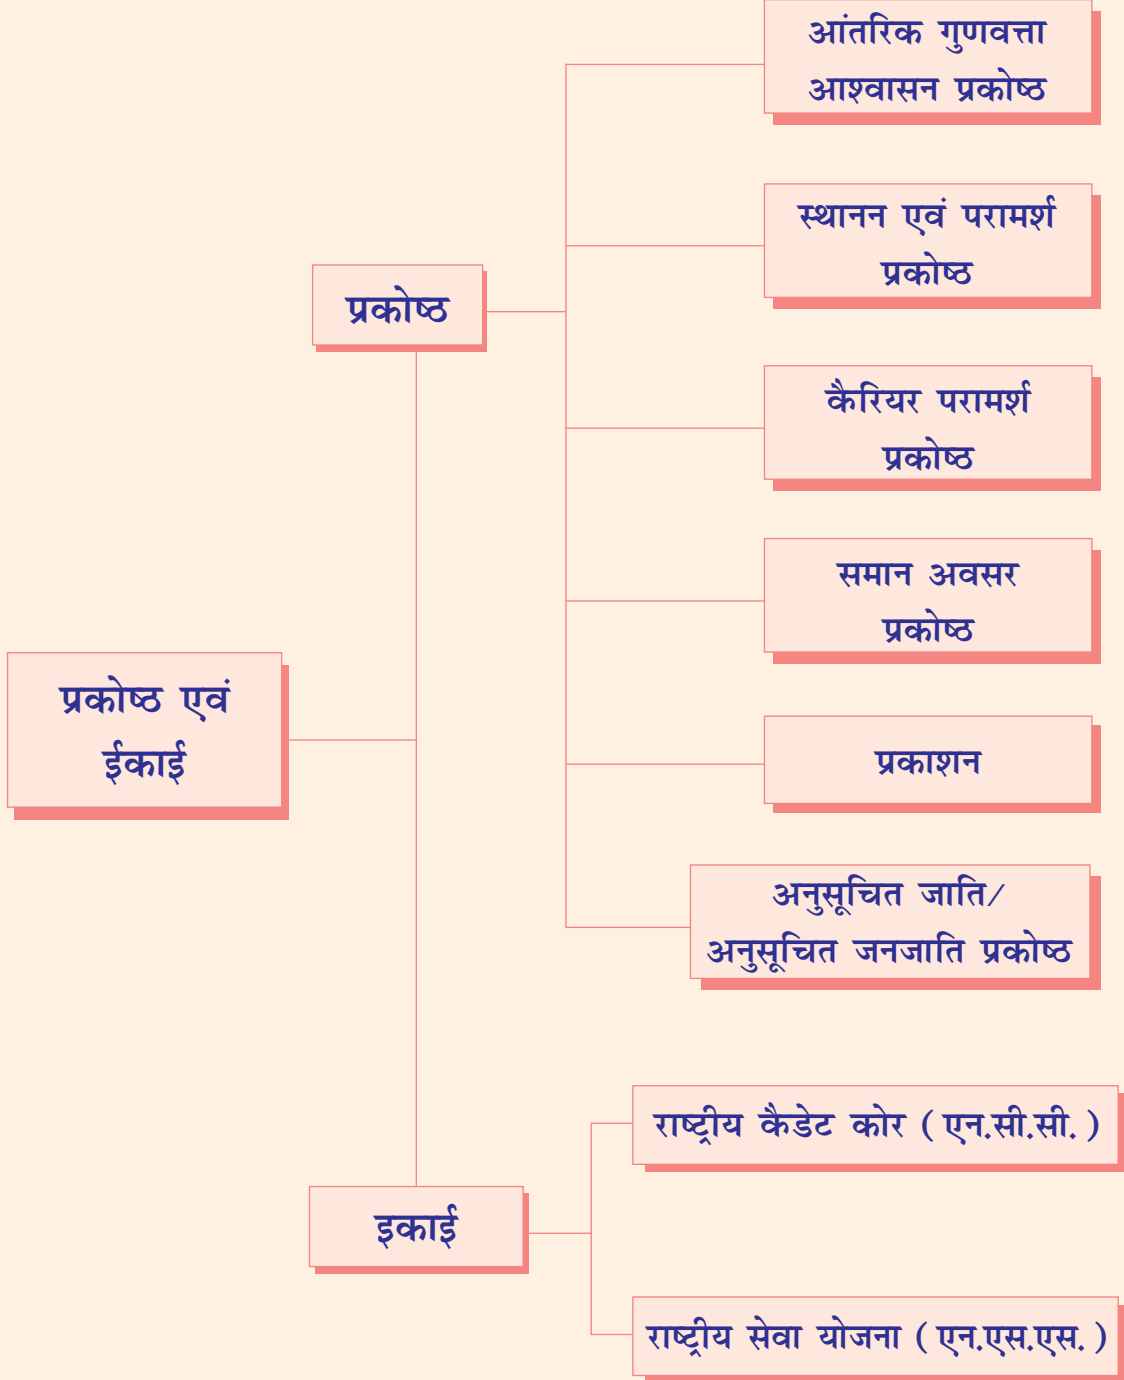 आंतरिक गुणवत्ता
आश्वासन प्रकोष्ठ
स्थानन एवं परामर्श
प्रकोष्ठ
प्रकोष्ठ
कैरियर परामर्श
प्रकोष्ठ
समान अवसर
प्रकोष्ठ
प्रकोष्ठ एवं
ईकाई
प्रकाशन
अनुसूचित जाति/
अनुसूचित जनजाति प्रकोष्ठ
राष्ट्रीय कैडेट कोर (एन.सी.सी.)
इकाई
राष्ट्रीय सेवा योजना (एन.एस.एस.)